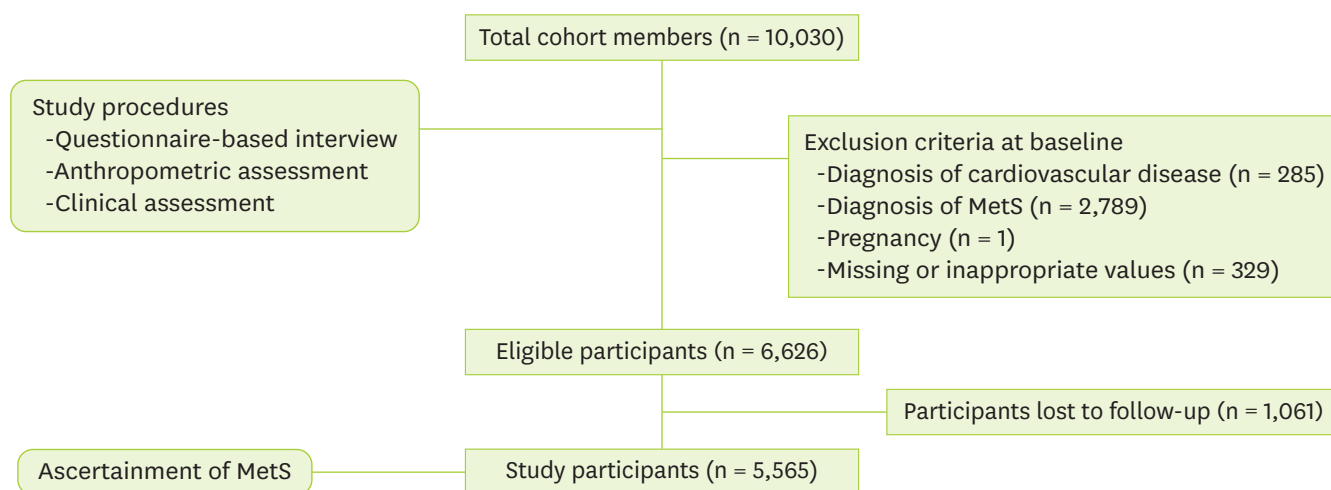 Total cohort members (n = 10,030)
Study procedures
-Questionnaire-based interview
-Anthropometric assessment
-Clinical assessment
Exclusion criteria at baseline
-Diagnosis of cardiovascular disease (n = 285)
-Diagnosis of MetS (n = 2,789)
-Pregnancy (n = 1)
-Missing or inappropriate values (n = 329)
Eligible participants (n = 6,626)
Participants lost to follow-up (n = 1,061)
Ascertainment of MetS
Study participants (n = 5,565)